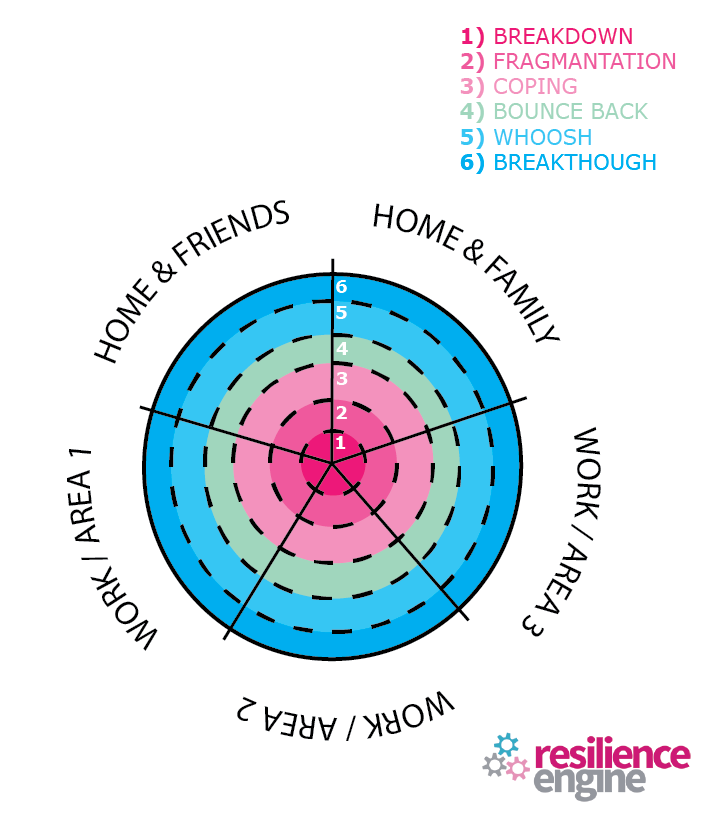 1) BREAKDOWN
2) FRAGMANTATION
3) COPING
4) BOUNCE BACK
5) WHOOSH
6) BREAKTHOUGH
HOME & FRIENDS
HOME & FAMILY
6
5
4
3
2
1
WORK / AREA 1
WORK / AREA 3
WORK / AREA 2
resilience
engine